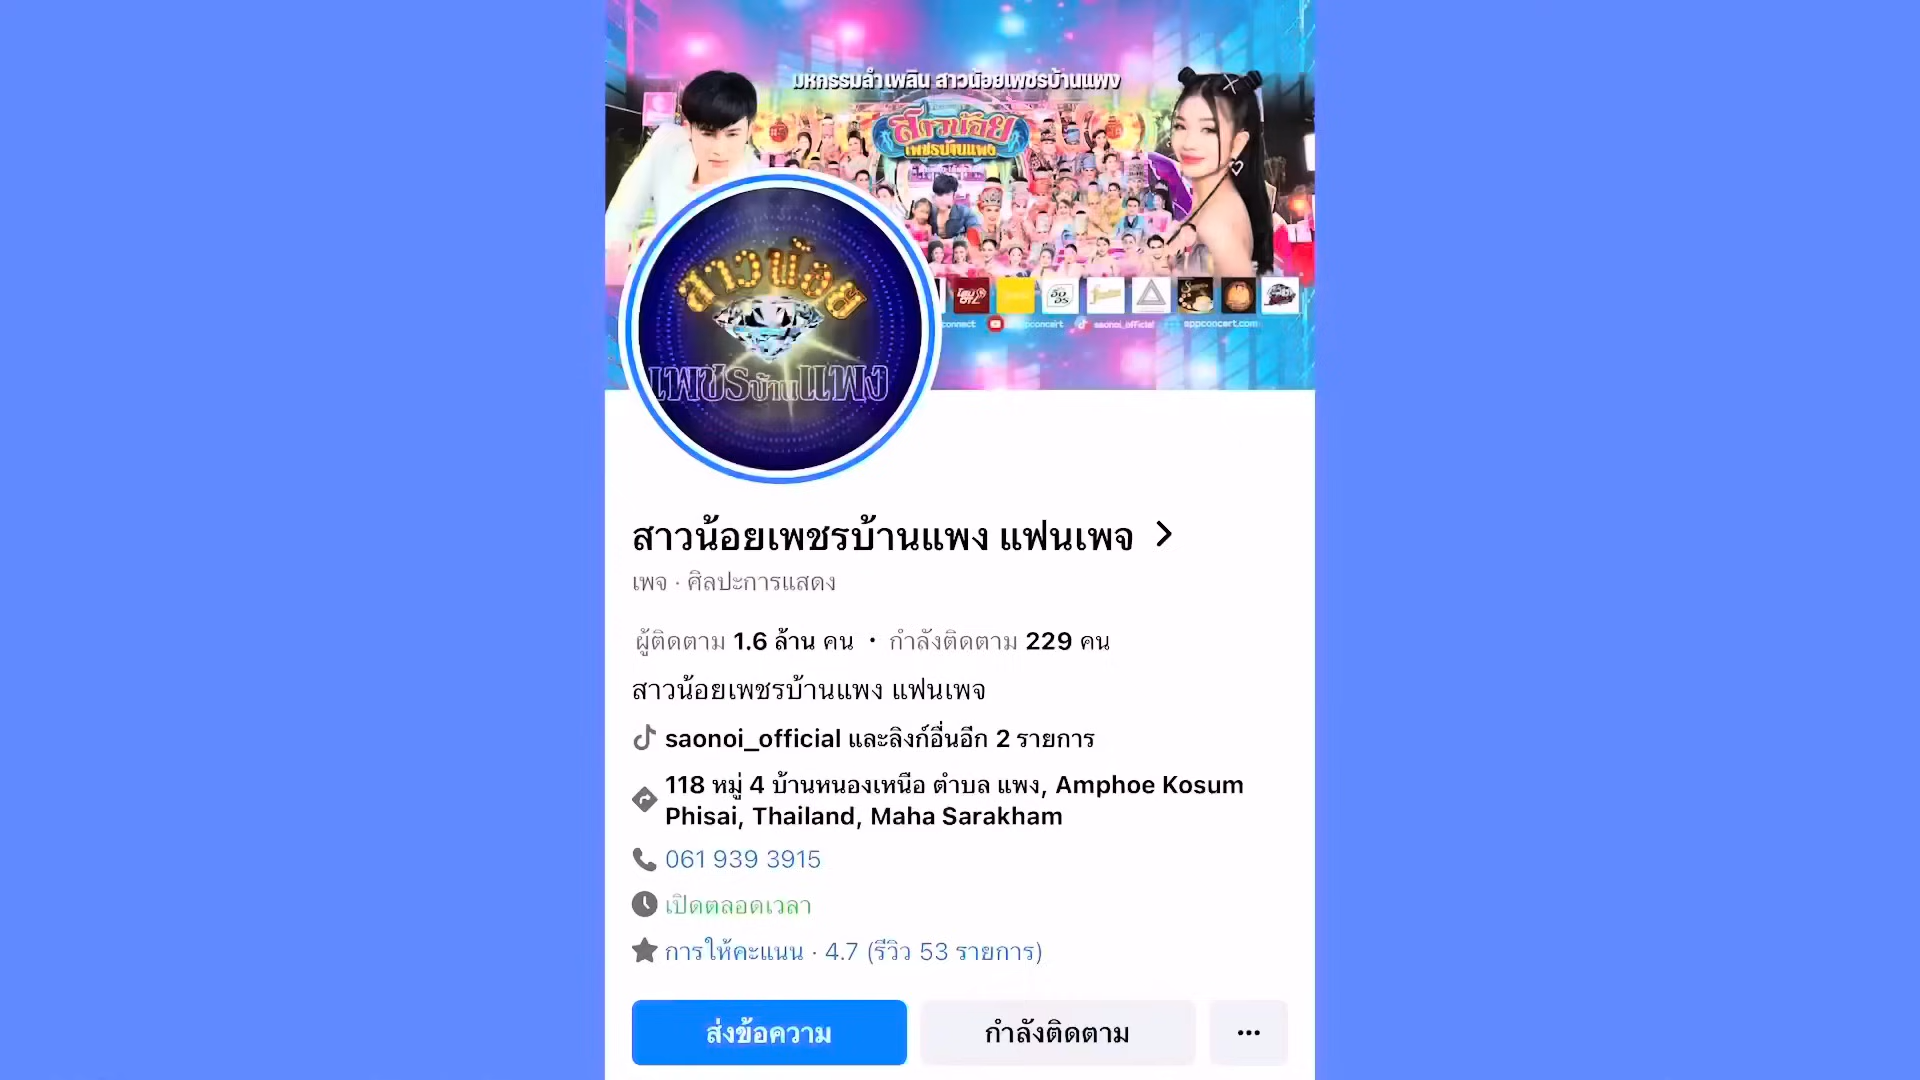 มหกรรมลำเพลิน สาวน้อยเพชรบ้านแพง
สาวน้อย
เพชรบ้านแพง
สาวน้อย
เพชรบ้านแพง
saonoi_official
appconcert.com
สาวน้อยเพชรบ้านแพง แฟนเพจ
เพจ · ศิลปะการแสดง
ผู้ติดตาม 1.6 ล้าน คน · กำลังติดตาม 229 คน
สาวน้อยเพชรบ้านแพง แฟนเพจ
saonoi_official และลิงก์อื่นอีก 2 รายการ
118 หมู่ 4 บ้านหนองเหนือ ตำบล แพง, Amphoe Kosum
Phisai, Thailand, Maha Sarakham
061 939 3915
เปิดตลอดเวลา
การให้คะแนน · 4.7 (รีวิว 53 รายการ)
ส่งข้อความ
กำลังติดตาม